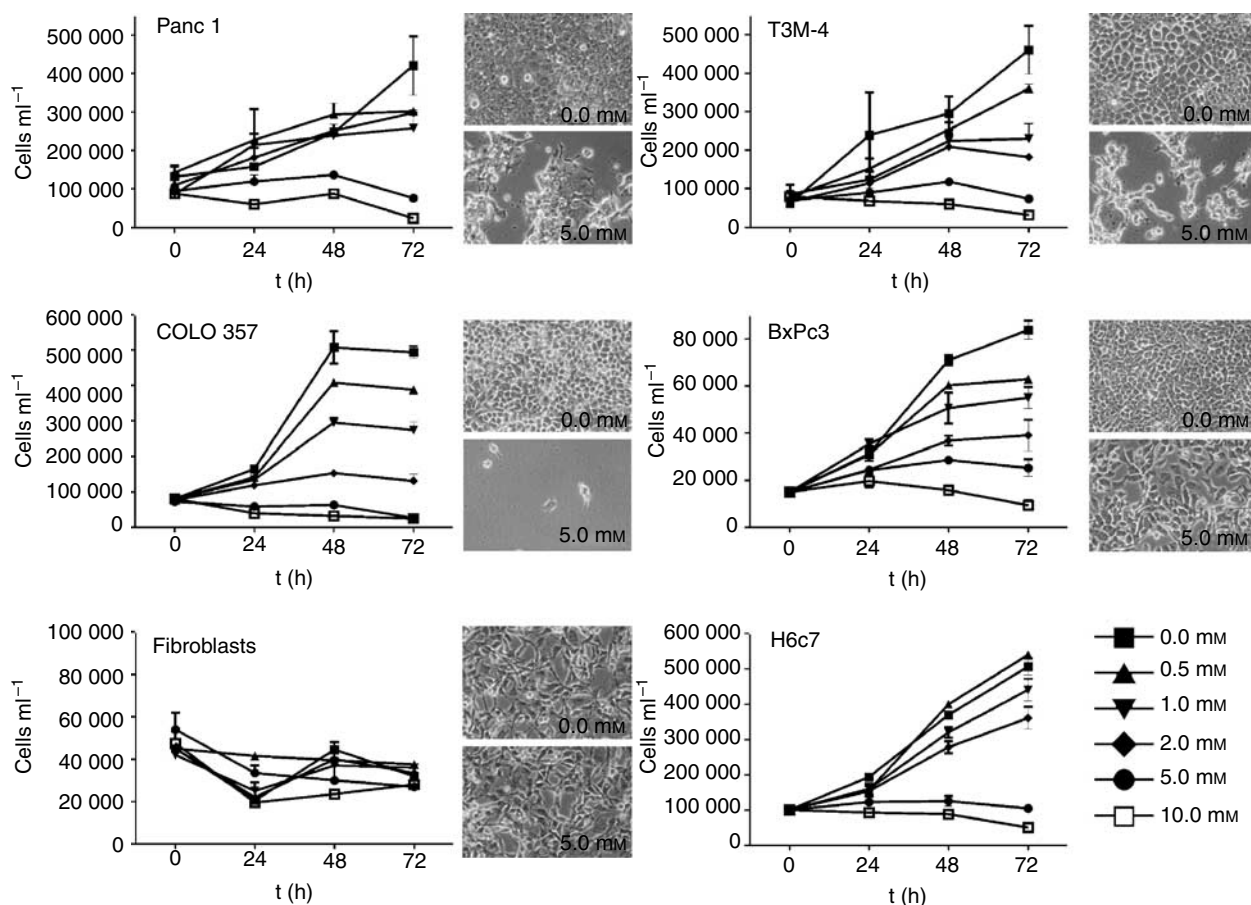 Panc 1
500 000
400 000
300 000
200 000
100 000
0
Cells ml⁻¹
0 24 48 72
t (h)
0.0 mM
5.0 mM
T3M-4
500 000
400 000
300 000
200 000
100 000
0
Cells ml⁻¹
0 24 48 72
t (h)
0.0 mM
5.0 mM
COLO 357
600 000
500 000
400 000
300 000
200 000
100 000
0
Cells ml⁻¹
0 24 48 72
t (h)
0.0 mM
5.0 mM
BxPc3
80 000
60 000
40 000
20 000
0
Cells ml⁻¹
0 24 48 72
t (h)
0.0 mM
5.0 mM
Fibroblasts
100 000
80 000
60 000
40 000
20 000
0
Cells ml⁻¹
0 24 48 72
t (h)
0.0 mM
5.0 mM
H6c7
600 000
500 000
400 000
300 000
200 000
100 000
0
Cells ml⁻¹
0 24 48 72
t (h)
0.0 mM
0.5 mM
1.0 mM
2.0 mM
5.0 mM
10.0 mM